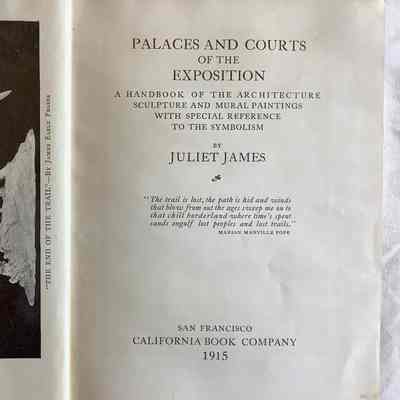 "THE END OF THE TRAIL"—BY JAMES EARLE FRASER
PALACES AND COURTS
OF THE
EXPOSITION
A HANDBOOK OF THE ARCHITECTURE
SCULPTURE AND MURAL PAINTINGS
WITH SPECIAL REFERENCE
TO THE SYMBOLISM
BY
JULIET JAMES
"The trail is lost, the path is hid and winds
that blow from out the ages sweep me on to
that chill borderland where time's spent
sands engulf lost peoples and lost trails."
MARIAN MANVILLE POPE
SAN FRANCISCO
CALIFORNIA BOOK COMPANY
1915